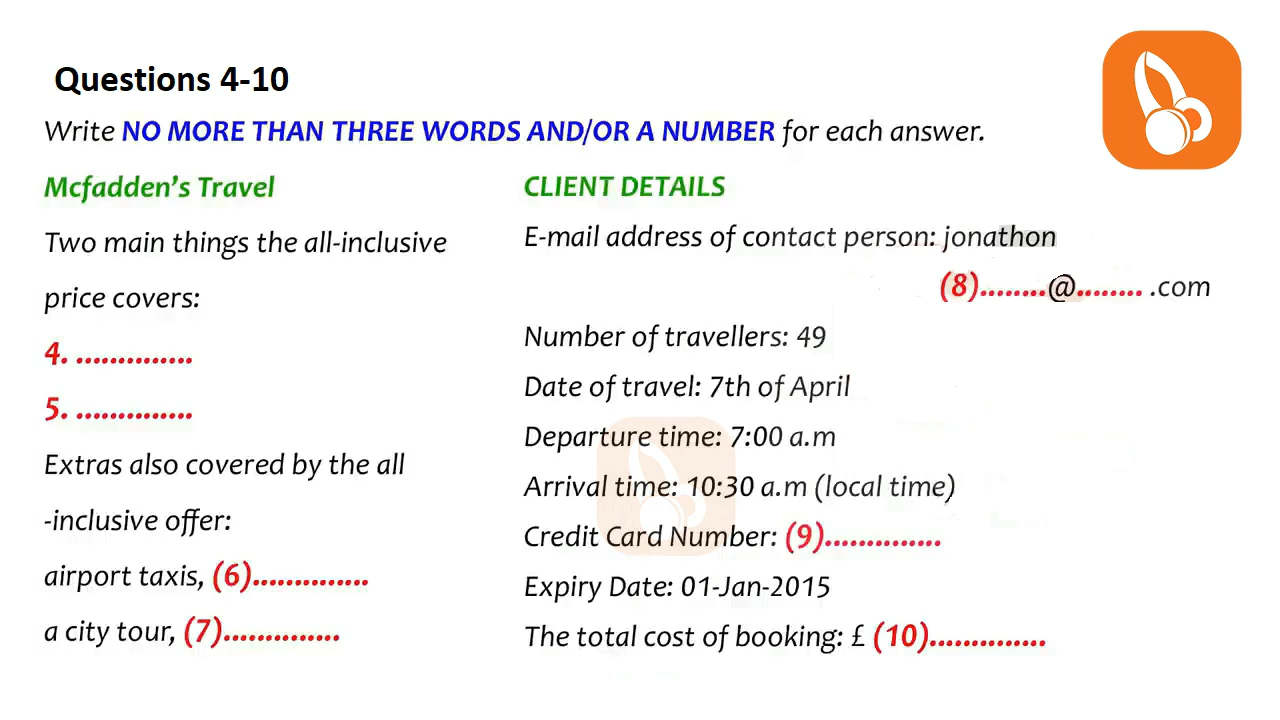 Questions 4-10
Write NO MORE THAN THREE WORDS AND/OR A NUMBER for each answer.
Mcfadden's Travel
Two main things the all-inclusive
price covers:
4. ..............
5. ..............
Extras also covered by the all
-inclusive offer:
airport taxis, (6)..............
a city tour, (7)..............
CLIENT DETAILS
E-mail address of contact person: jonathon
(8)........@........ .com
Number of travellers: 49
Date of travel: 7th of April
Departure time: 7:00 a.m
Arrival time: 10:30 a.m (local time)
Credit Card Number: (9)..............
Expiry Date: 01-Jan-2015
The total cost of booking: £ (10)..............